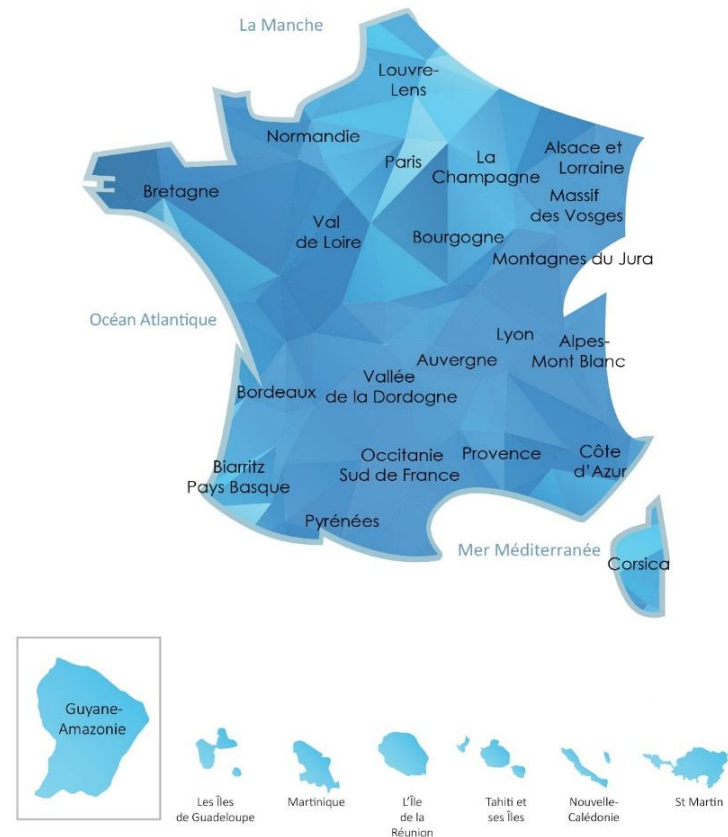 La Manche
Louvre-
Lens
Normandie
Paris
La
Champagne
Alsace et
Lorraine
Bretagne
Massif
des Vosges
Val
de Loire
Bourgogne
Montagnes du Jura
Océan Atlantique
Lyon
Alpes-
Mont Blanc
Auvergne
Vallée
de la Dordogne
Bordeaux
Biarritz
Pays Basque
Occitanie
Sud de France
Provence
Côte
d'Azur
Pyrénées
Mer Méditerranée
Corsica
Guyane-
Amazonie
Les Îles
de Guadeloupe
Martinique
L'Île
de la
Réunion
Tahiti et
ses Îles
Nouvelle-
Calédonie
St Martin